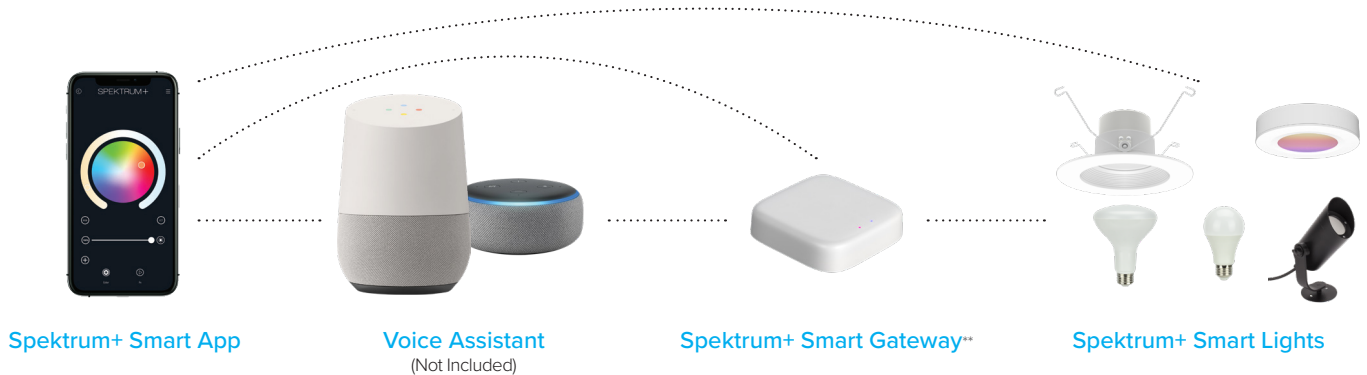 SPEKTRUM+
Spektrum+ Smart App
Voice Assistant
(Not Included)
Spektrum+ Smart Gateway**
Spektrum+ Smart Lights